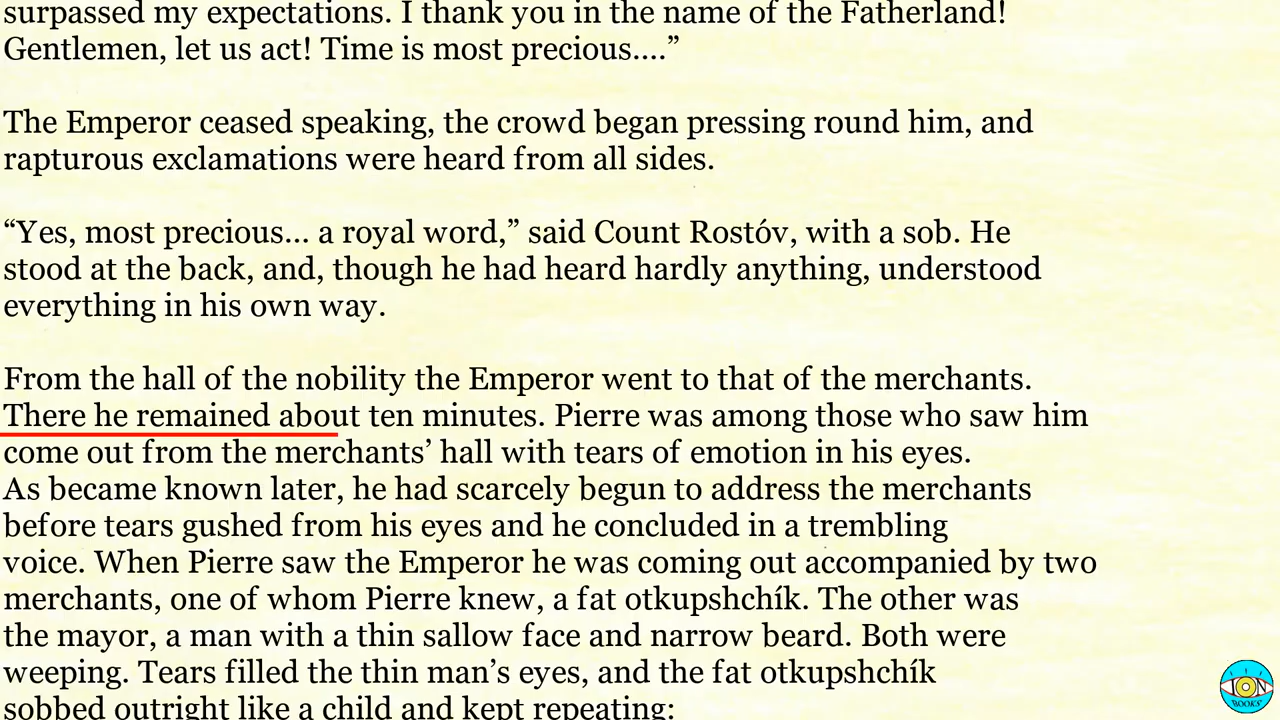 surpassed my expectations. I thank you in the name of the Fatherland!
Gentlemen, let us act! Time is most precious....”
The Emperor ceased speaking, the crowd began pressing round him, and
rapturous exclamations were heard from all sides.
“Yes, most precious... a royal word,” said Count Rostóv, with a sob. He
stood at the back, and, though he had heard hardly anything, understood
everything in his own way.
From the hall of the nobility the Emperor went to that of the merchants.
There he remained about ten minutes. Pierre was among those who saw him
come out from the merchants’ hall with tears of emotion in his eyes.
As became known later, he had scarcely begun to address the merchants
before tears gushed from his eyes and he concluded in a trembling
voice. When Pierre saw the Emperor he was coming out accompanied by two
merchants, one of whom Pierre knew, a fat otkupshchík. The other was
the mayor, a man with a thin sallow face and narrow beard. Both were
weeping. Tears filled the thin man’s eyes, and the fat otkupshchík
sobbed outright like a child and kept repeating:
ION
BOOKS